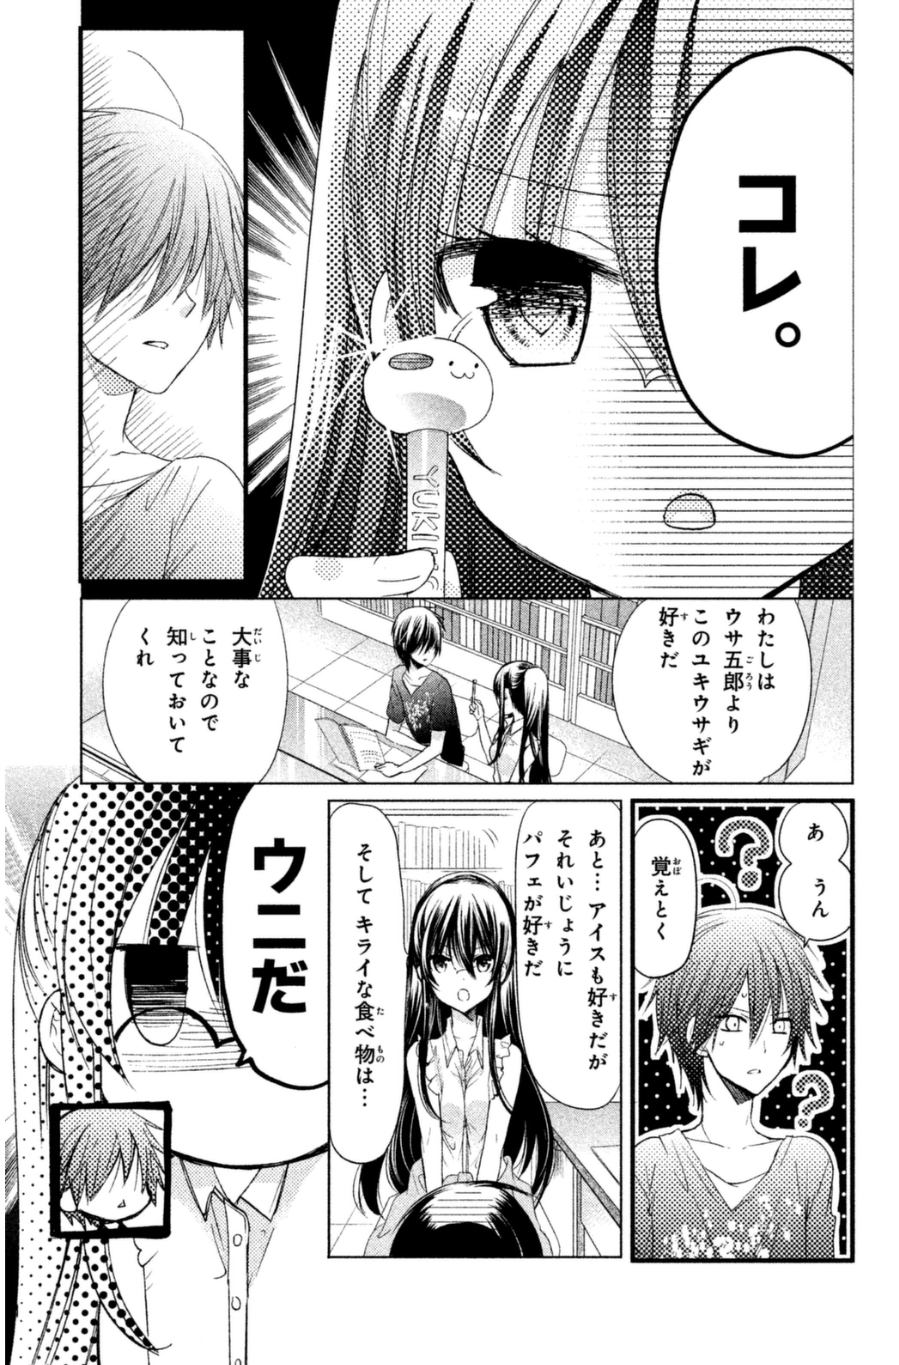 コレ。
YUKI
わたしは
ウサ五郎より
このユキウサギが
好きだ
大事な
ことなので
知っておいて
くれ
あ うん
覚えとく
?
?
あと… アイスも好きだが
それいじょうに
パフェが好きだ
そして キライな食べ物は…
ウニだ